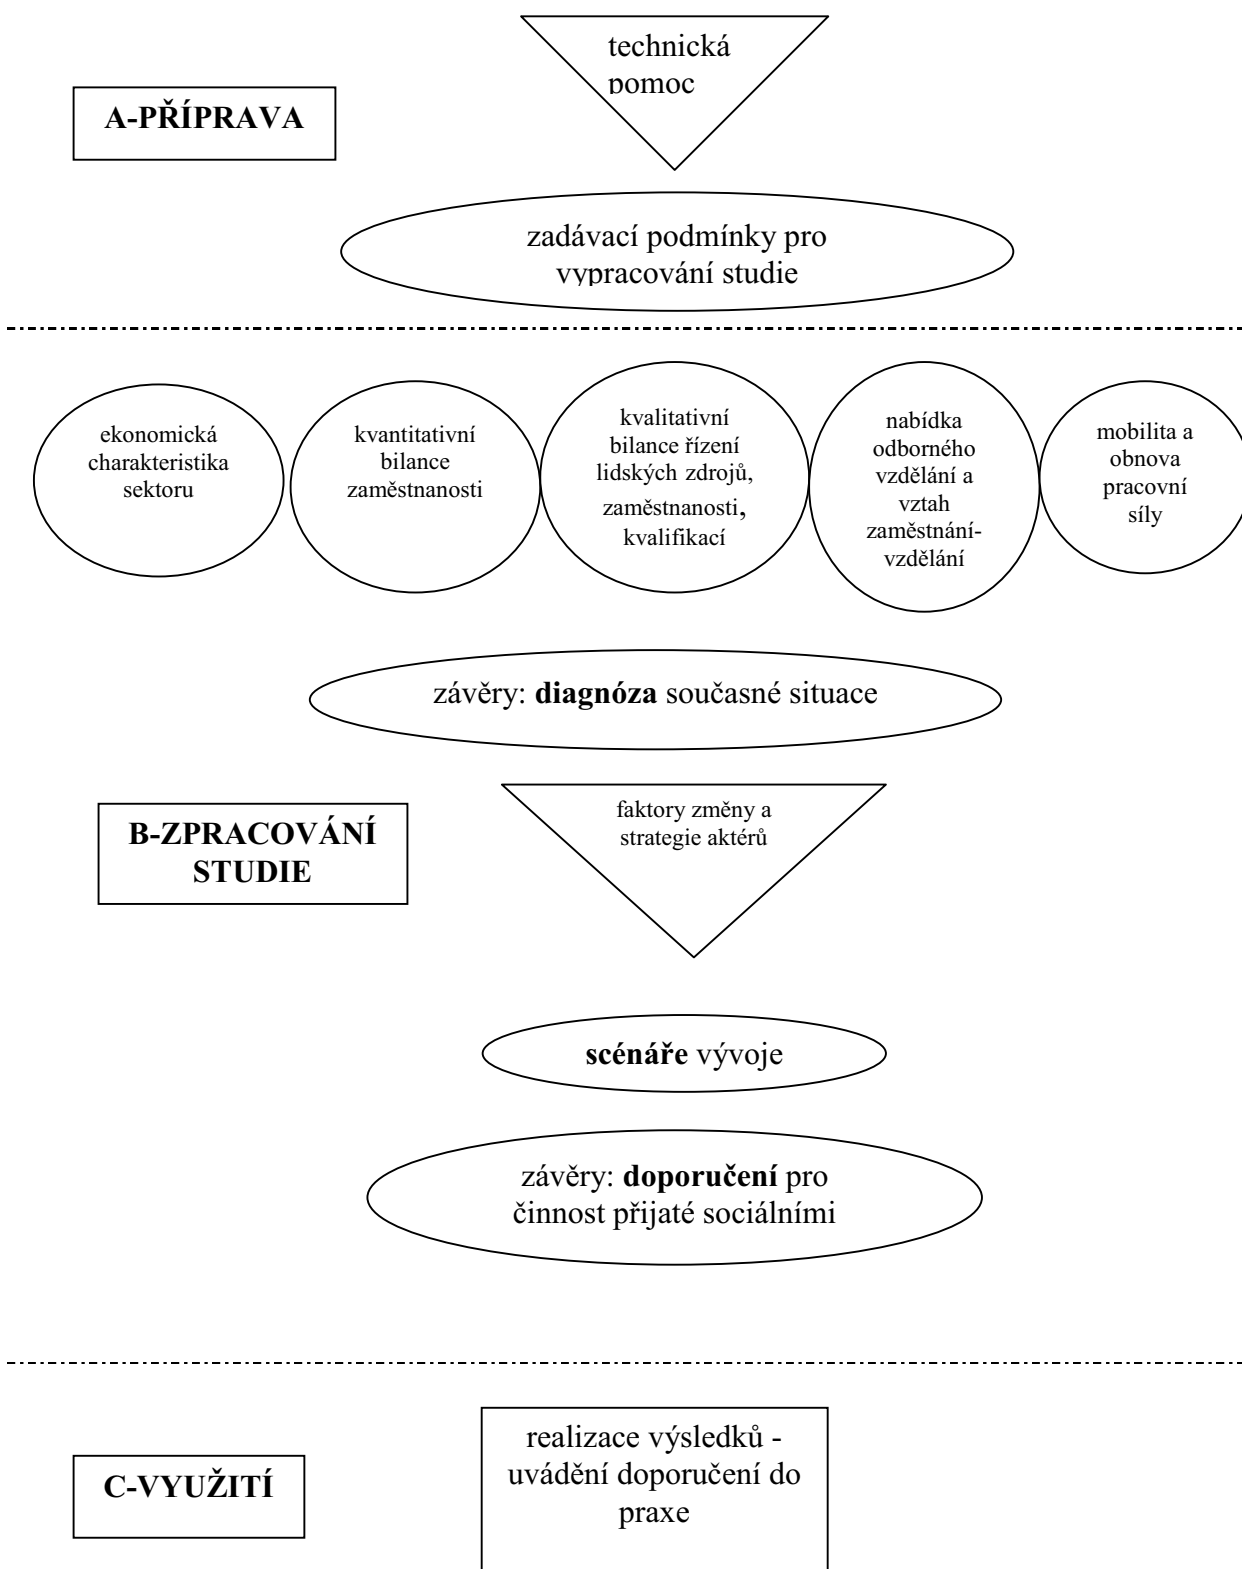 technická
pomoc
A-PŘÍPRAVA
zadávací podmínky pro
vypracování studie
ekonomická
charakteristika
sektoru
kvantitativní
bilance
zaměstnanosti
kvalitativní
bilance řízení
lidských zdrojů,
zaměstnanosti,
kvalifikací
nabídka
odborného
vzdělání a
vztah
zaměstnání-
vzdělání
mobilita a
obnova
pracovní
síly
závěry: diagnóza současné situace
faktory změny a
strategie aktérů
B-ZPRACOVÁNÍ
STUDIE
scénáře vývoje
závěry: doporučení pro
činnost přijaté sociálními
realizace výsledků -
uvádění doporučení do
praxe
C-VYUŽITÍ